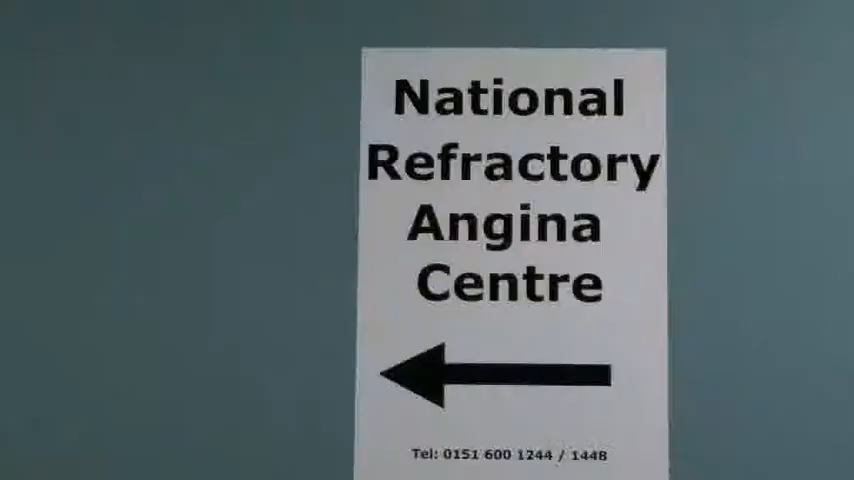 National
Refractory
Angina
Centre
Tel: 0151 600 1244 / 1448